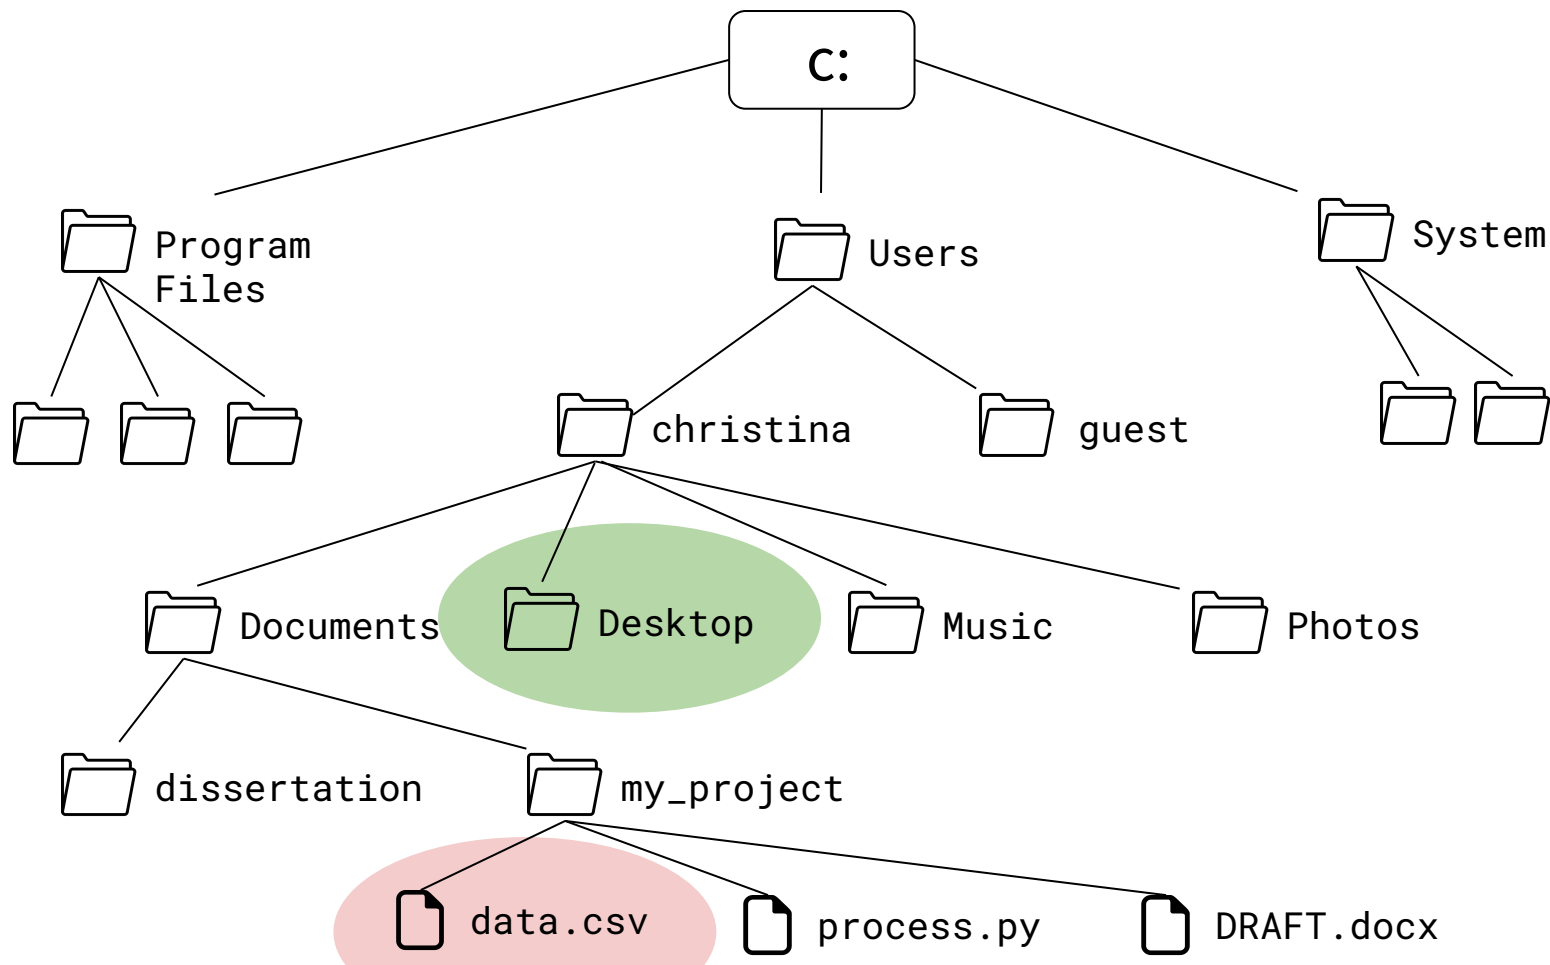 C:
Program
Files
Users
System
christina
guest
Documents
Desktop
Music
Photos
dissertation
my_project
data.csv
process.py
DRAFT.docx